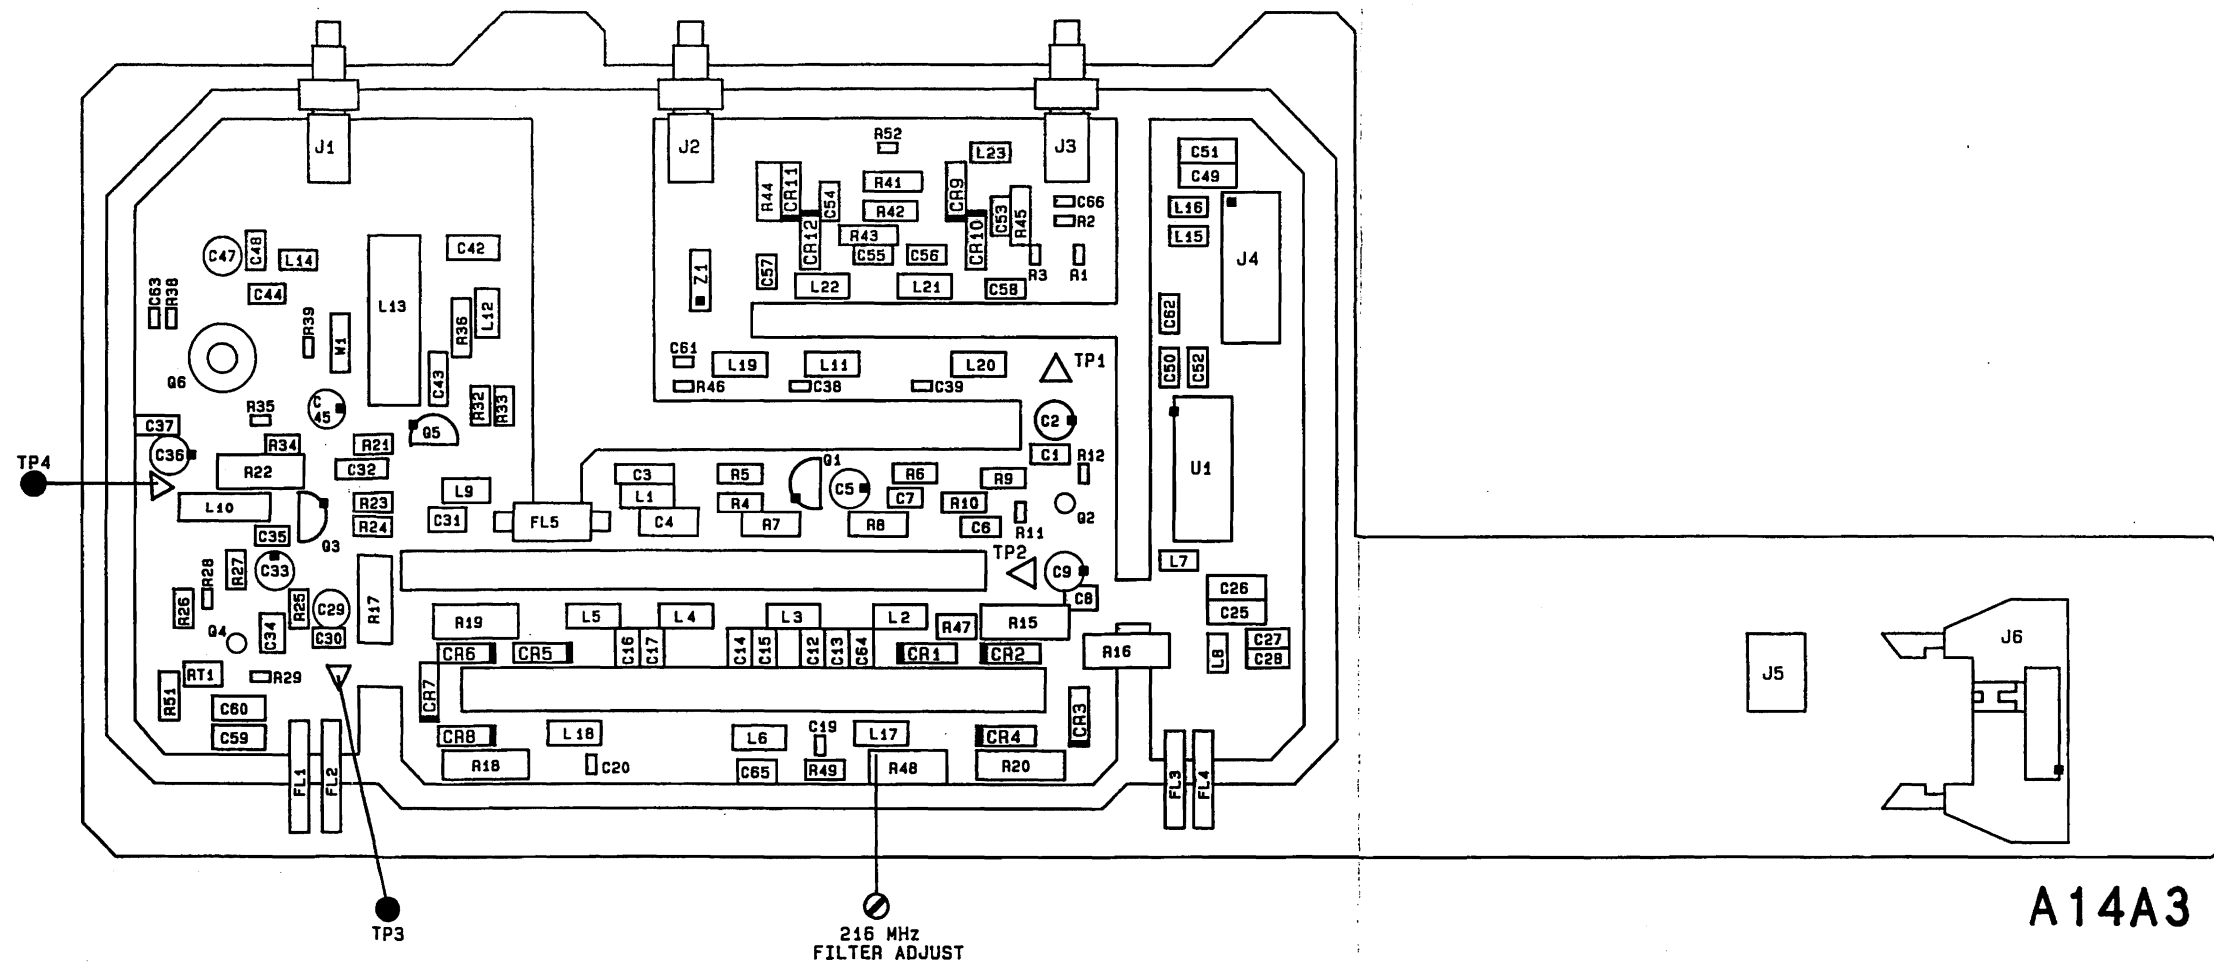 J1
J2
J3
R52
L23
C51
C49
R44
CR11
C54
R41
R42
R43
CR12
CR9
CR10
C53
R45
C66
R2
L16
L15
J4
C47
C48
L14
C42
C44
C63
R38
R39
W1
L13
R36
L12
Z1
C57
C55
C56
R3
R1
L22
L21
C58
C62
C43
C61
L19
L11
L20
TP1
C50
C52
Q6
R46
C38
C39
R32
R33
C
45
R35
Q5
C2
C37
R34
R21
C36
R22
C32
C1
R12
U1
TP4
Q1
C3
R5
R6
R9
L1
L9
R4
C5
C7
R10
L10
R23
C31
FL5
C4
R7
R8
C6
R11
Q2
R24
C35
Q3
TP2
C9
L7
R28
R27
C33
C8
C26
C25
R26
R25
C29
R17
L5
L4
L3
L2
R47
R15
R19
Q4
C34
C30
C16
C17
C14
C15
C12
C13
C64
CR6
CR5
CR1
CR2
R16
L8
C27
C28
J6
RT1
R29
J5
R51
CR7
C60
C59
CR3
CR8
L18
L6
C19
L17
CR4
R18
C20
C65
R49
R48
R20
FL1
FL2
FL3
FL4
A14A3
TP3
216 MHz
FILTER ADJUST